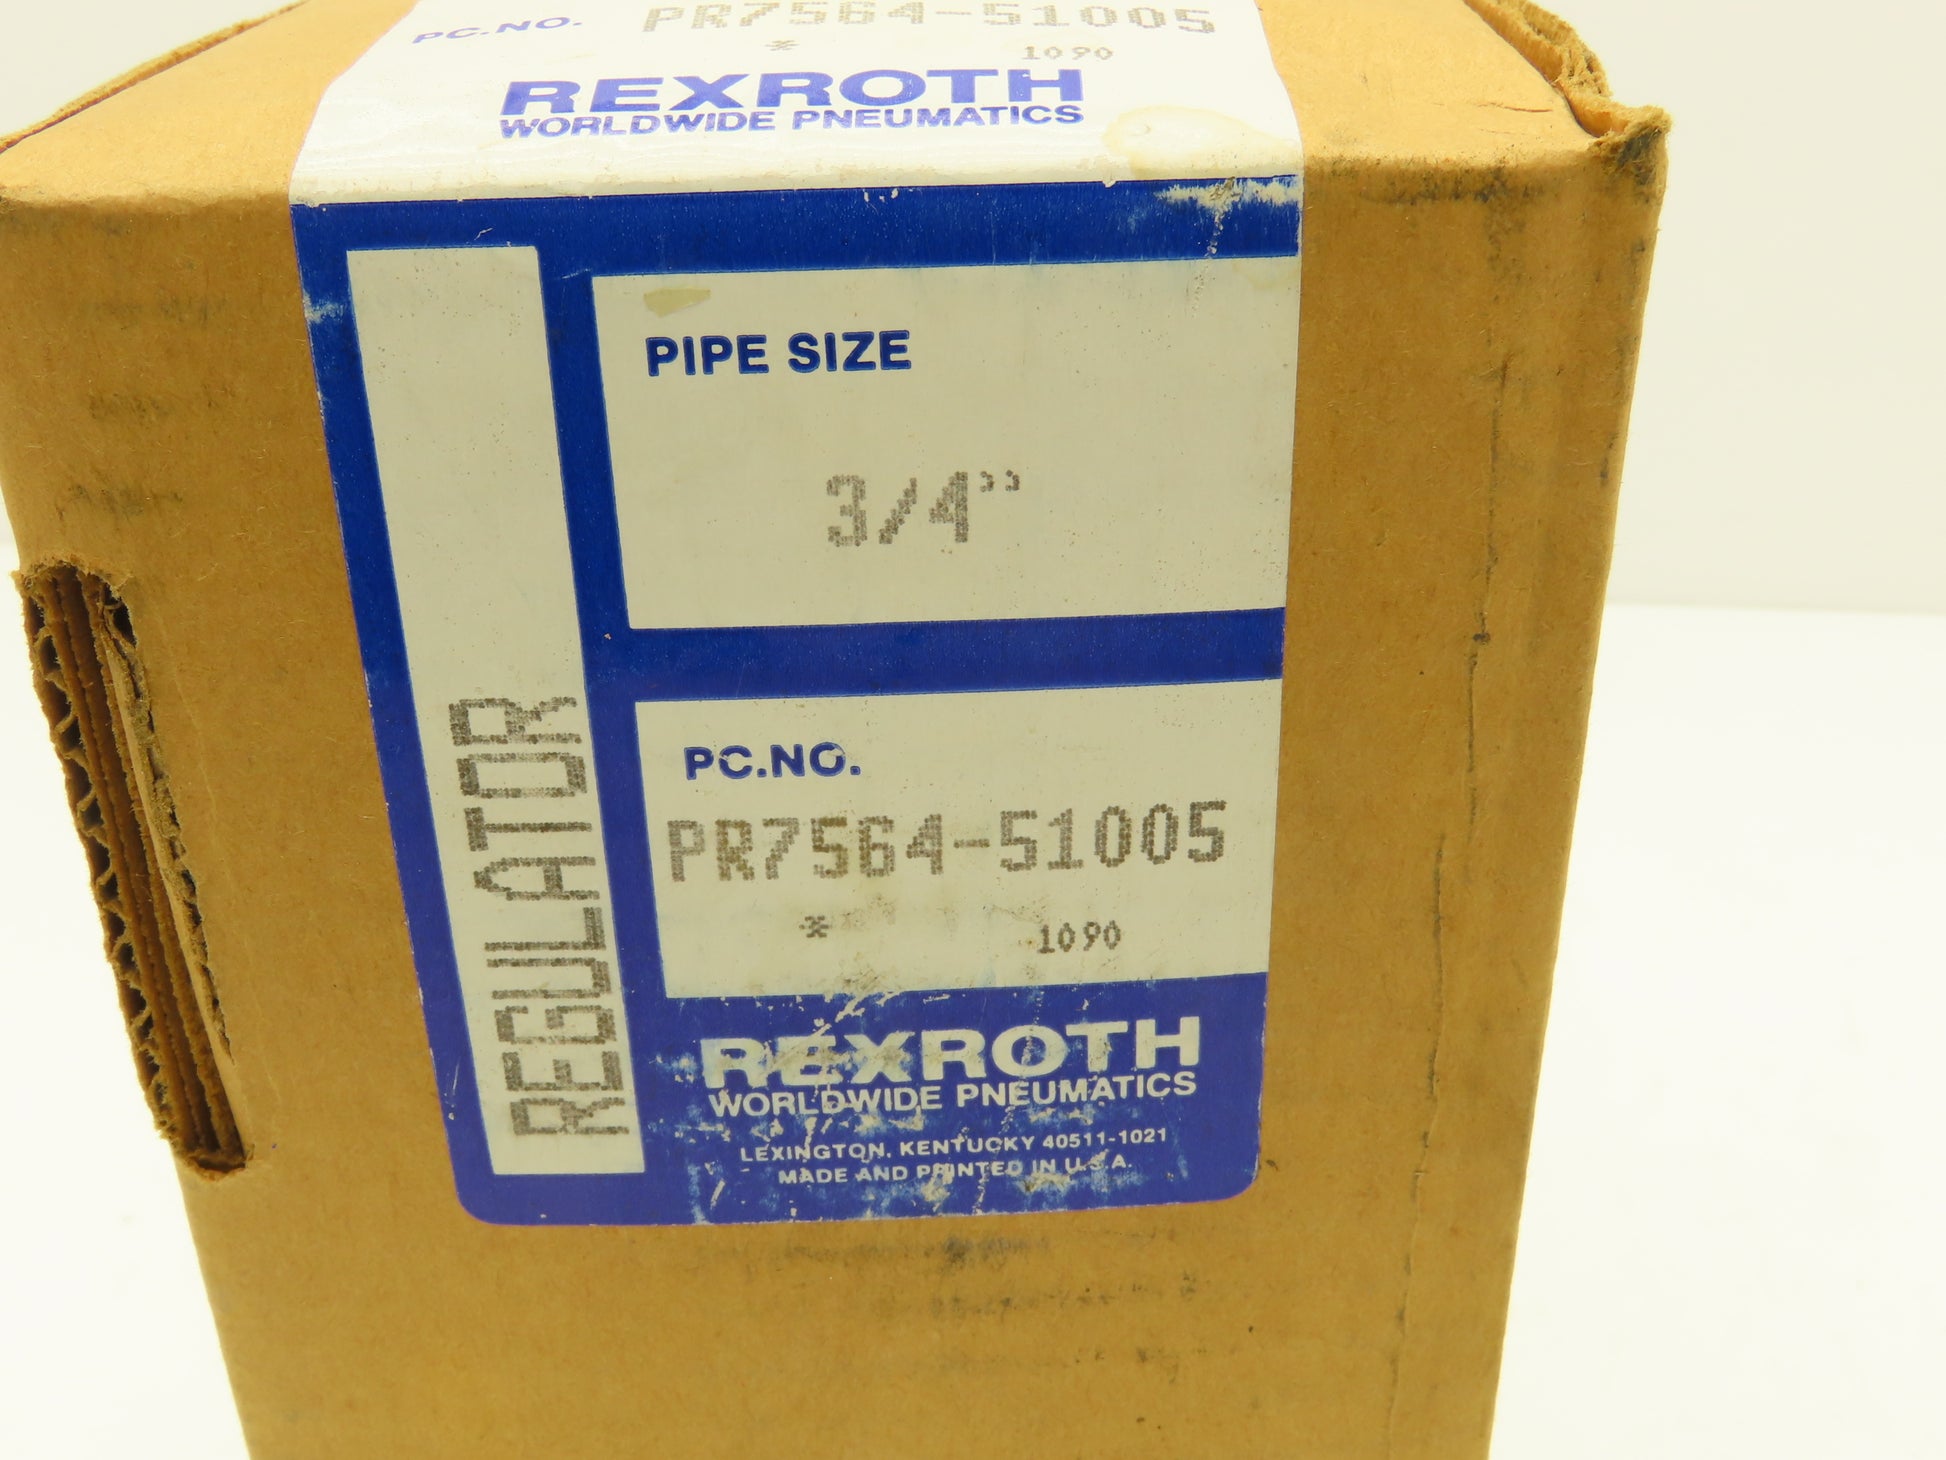 PC.NO. PR7564-51005
* 1090
REXROTH
WORLDWIDE PNEUMATICS
PIPE SIZE
3/4"
REGULATOR
PC.NO.
PR7564-51005
* 1090
REXROTH
WORLDWIDE PNEUMATICS
LEXINGTON, KENTUCKY 40511-1021
MADE AND PRINTED IN U.S.A.